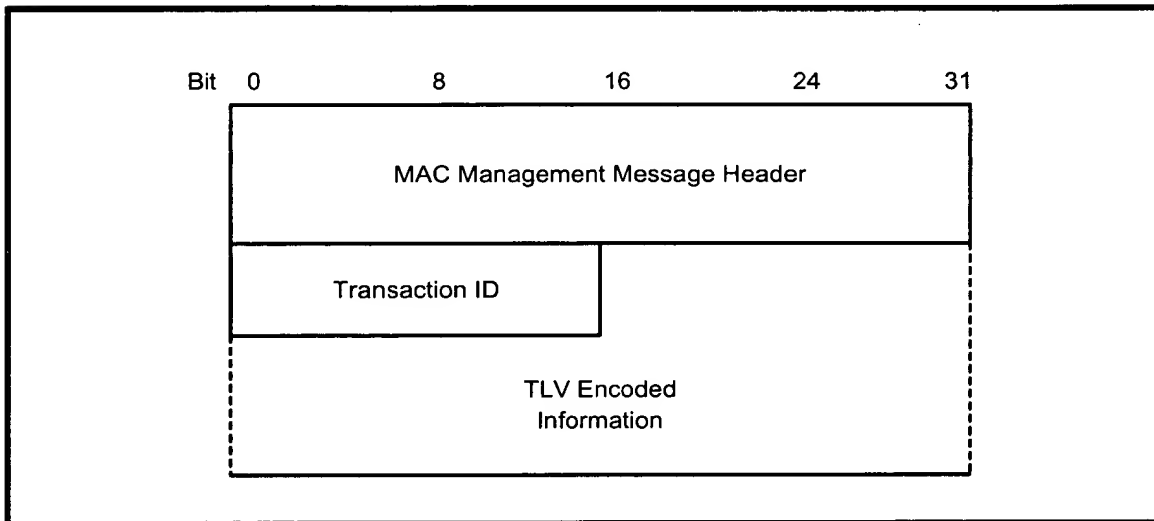 Bit 0 8 16 24 31
MAC Management Message Header
Transaction ID
TLV Encoded
Information